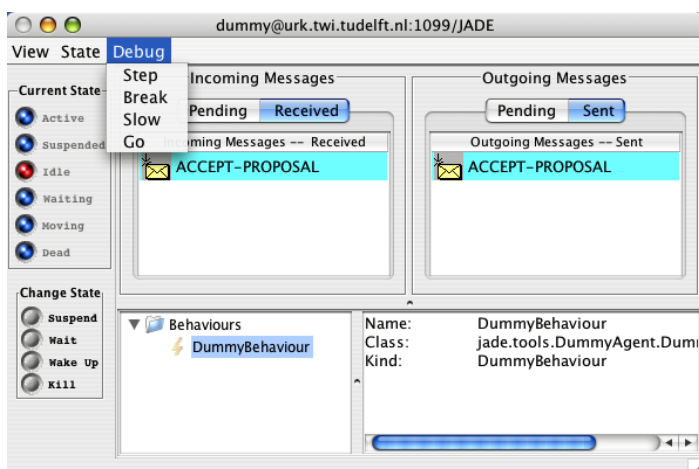 dummy@urk.twi.tudelft.nl:1099/JADE
View State Debug
Step
Break
Slow
Go
Current State
Active
Suspended
Idle
Waiting
Moving
Dead
Change State
Suspend
Wait
Wake Up
Kill
Incoming Messages
Pending Received
ming Messages -- Received
ACCEPT-PROPOSAL
Outgoing Messages
Pending Sent
Outgoing Messages -- Sent
ACCEPT-PROPOSAL
Behaviours
DummyBehaviour
Name: DummyBehaviour
Class: jade.tools.DummyAgent.Dum
Kind: DummyBehaviour